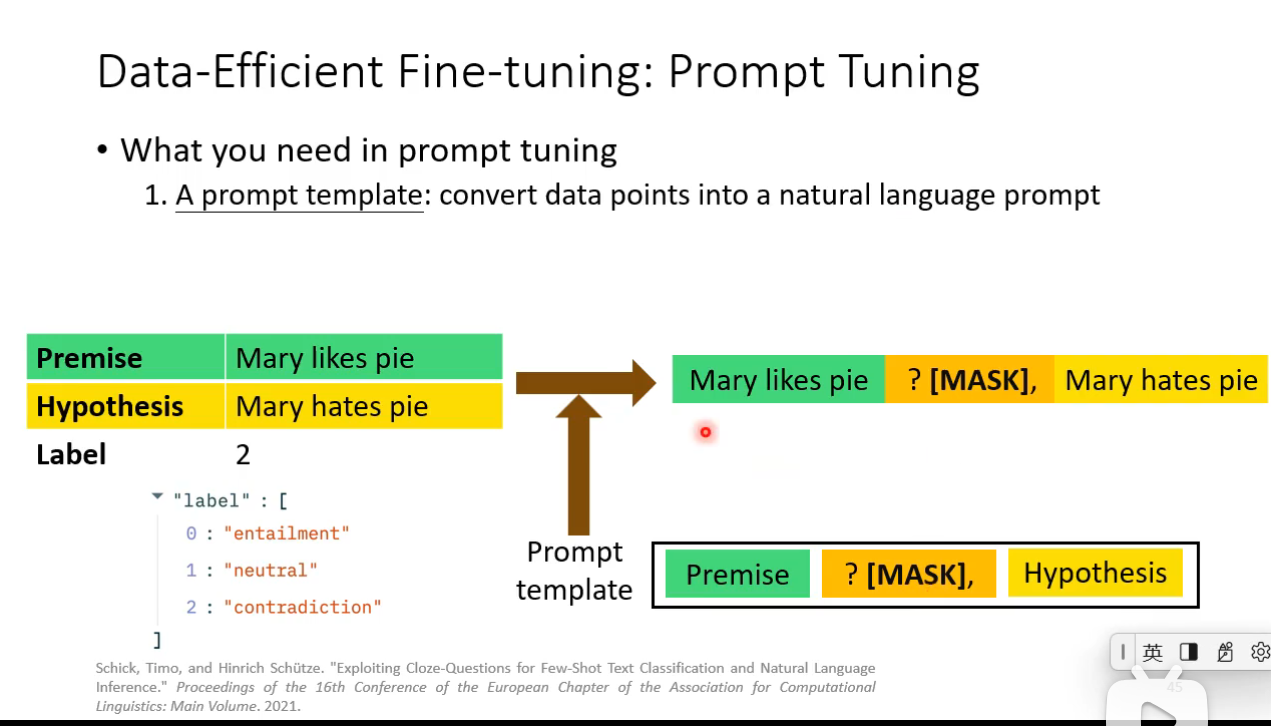 Data-Efficient Fine-tuning: Prompt Tuning
• What you need in prompt tuning
1. A prompt template: convert data points into a natural language prompt
Premise Mary likes pie
Hypothesis Mary hates pie
Label 2
Mary likes pie ? [MASK], Mary hates pie
"label" : [
0 : "entailment"
1 : "neutral"
2 : "contradiction"
]
Prompt
template
Premise ? [MASK], Hypothesis
Schick, Timo, and Hinrich Schütze. "Exploiting Cloze-Questions for Few-Shot Text Classification and Natural Language
Inference." Proceedings of the 16th Conference of the European Chapter of the Association for Computational
Linguistics: Main Volume. 2021.
英
45